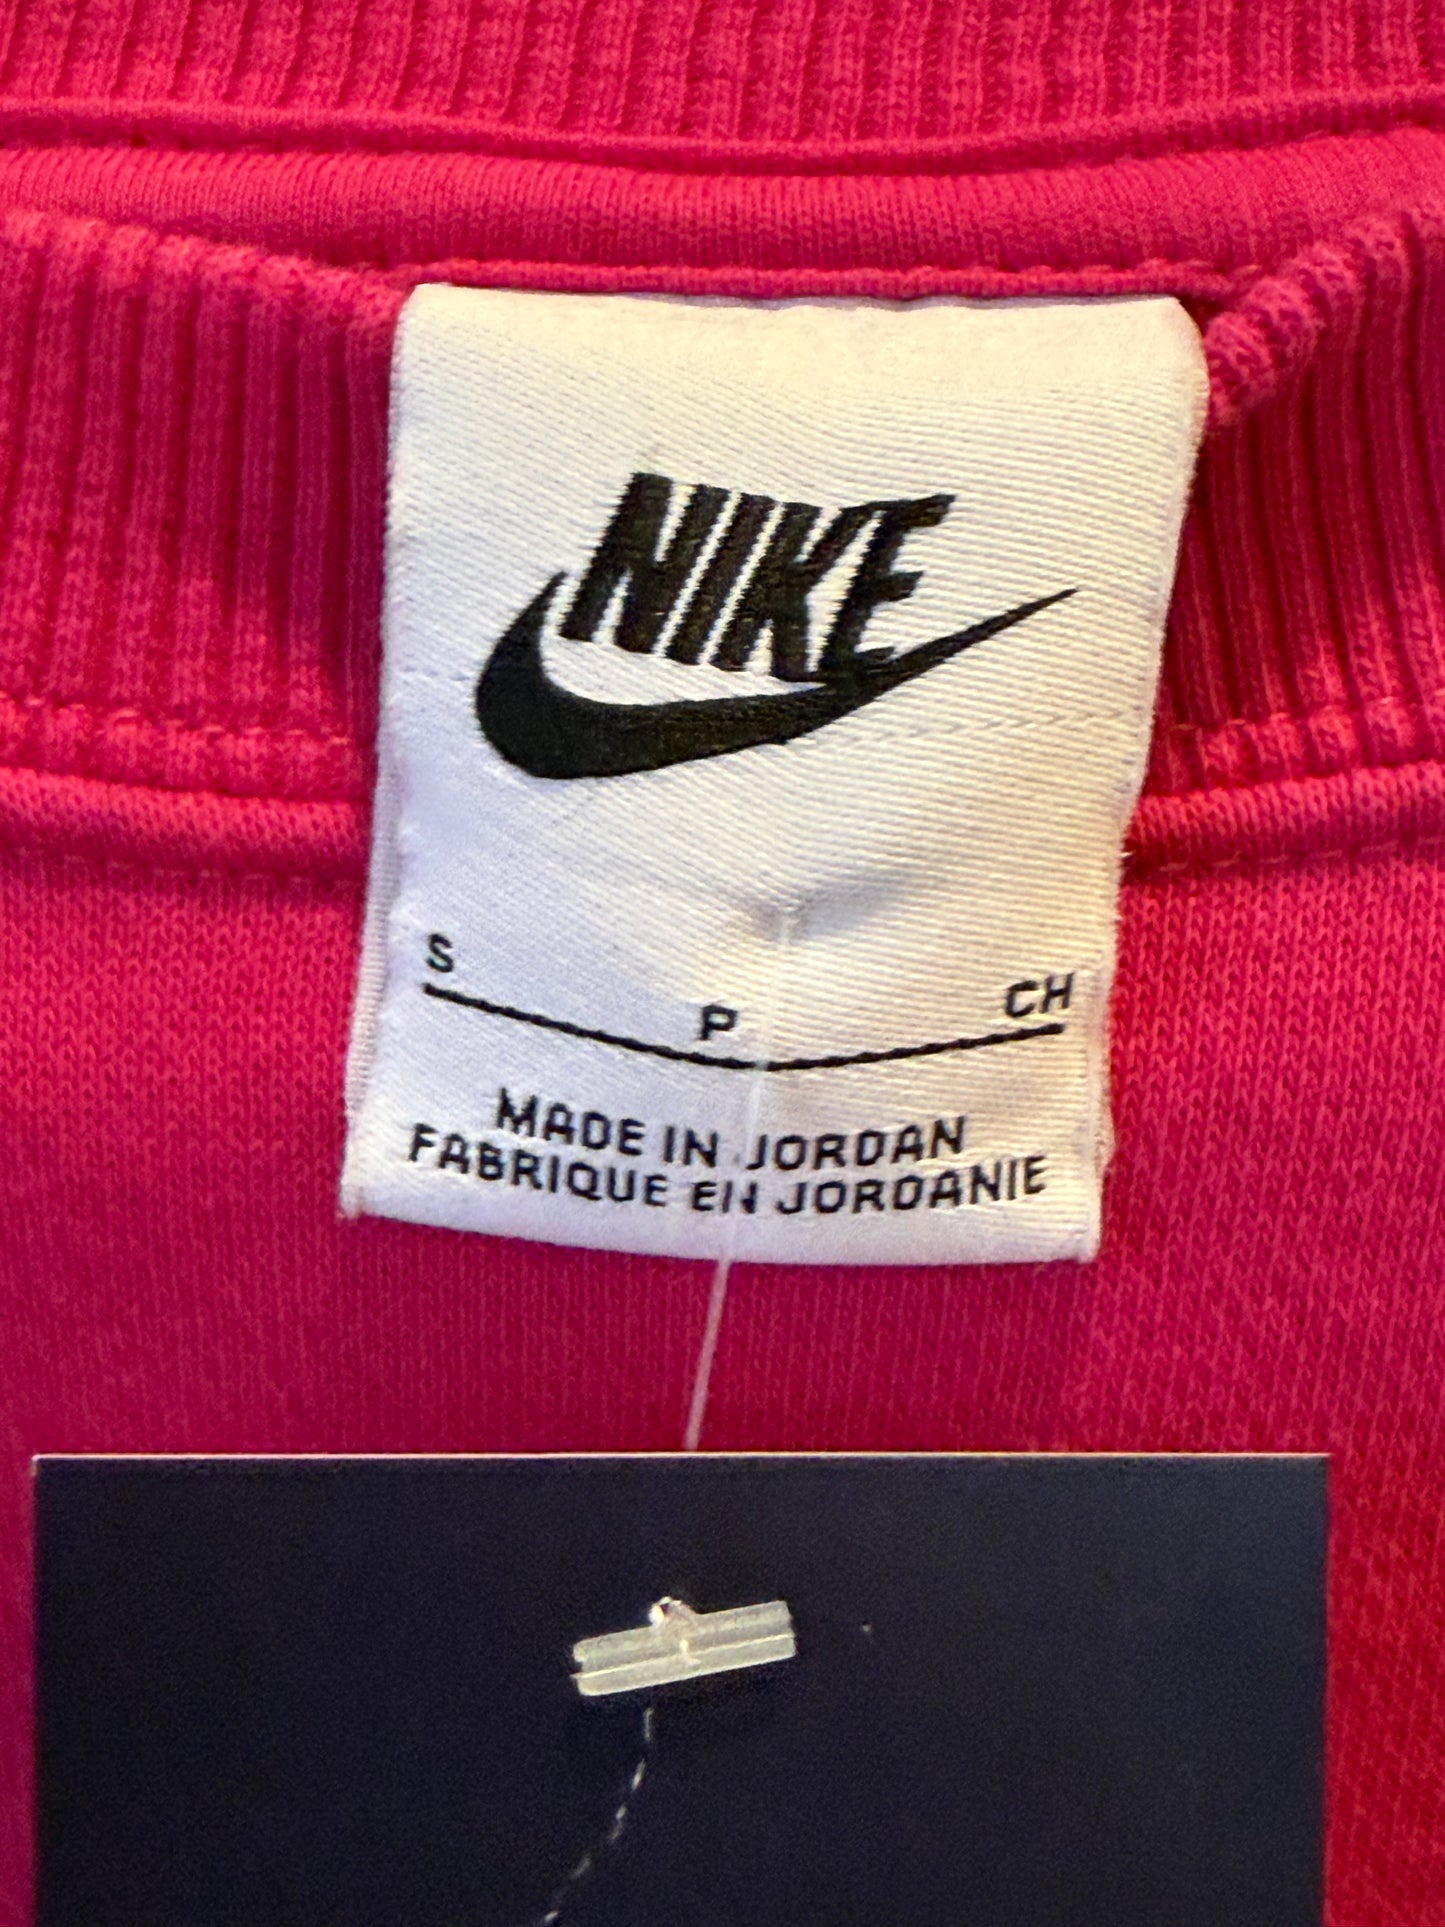 NIKE
S P CH
MADE IN JORDAN
FABRIQUE EN JORDANIE